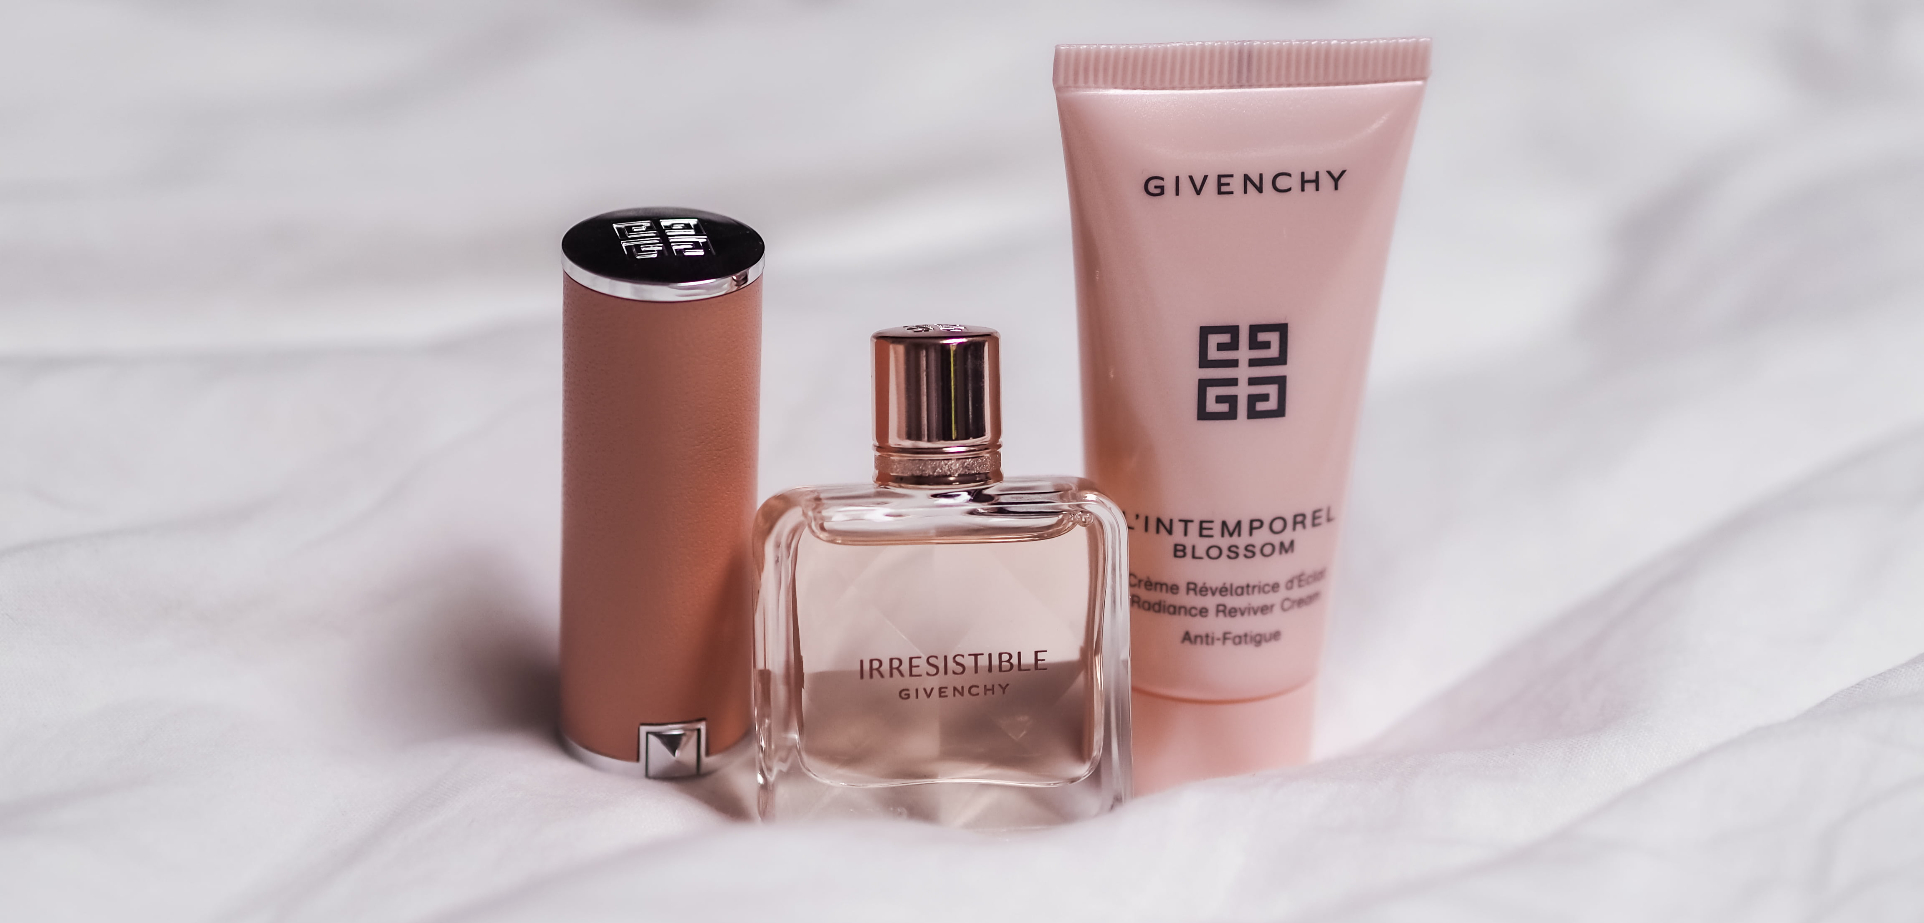 GIVENCHY
L'INTEMPOREL
BLOSSOM
Crème Révélatrice d'Éclat
Radiance Reviver Cream
Anti-Fatigue
IRRESISTIBLE
GIVENCHY